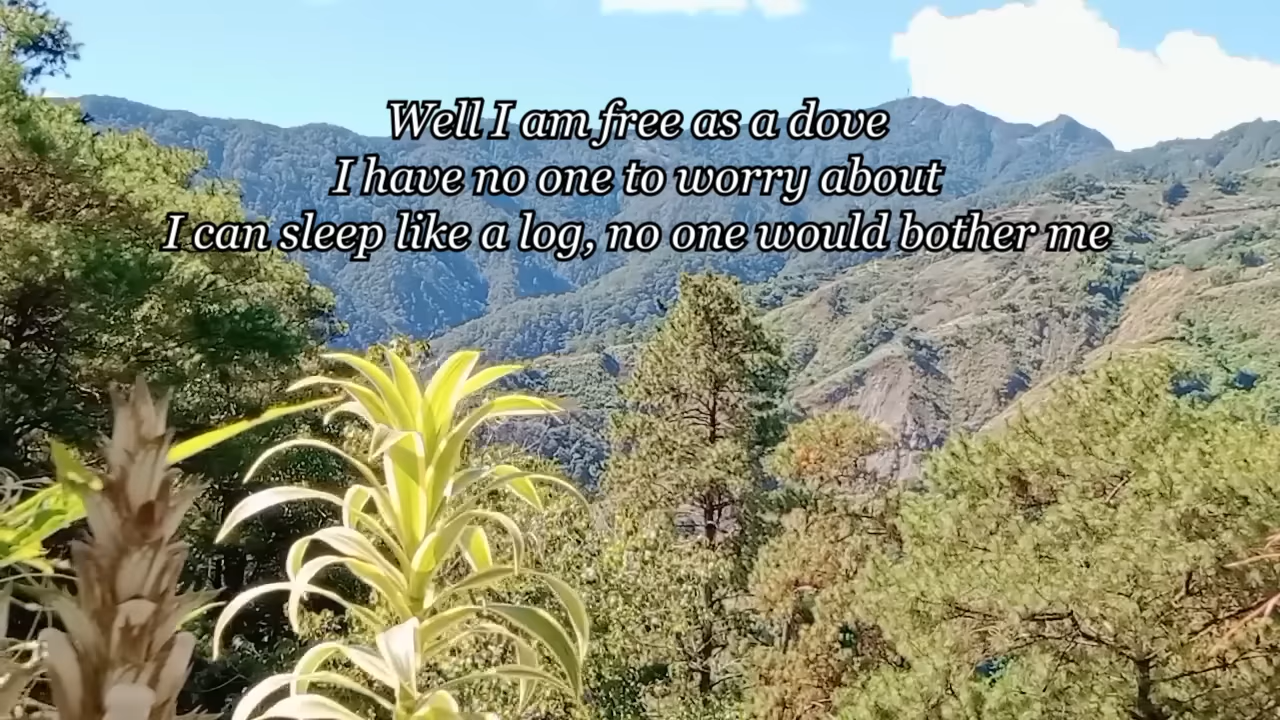 Well I am free as a dove
I have no one to worry about
I can sleep like a log, no one would bother me